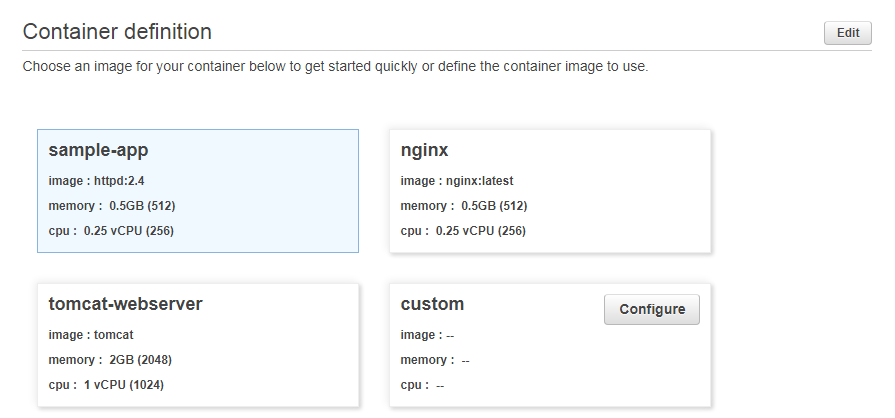 Container definition
Edit
Choose an image for your container below to get started quickly or define the container image to use.
sample-app
image : httpd:2.4
memory : 0.5GB (512)
cpu : 0.25 vCPU (256)
nginx
image : nginx:latest
memory : 0.5GB (512)
cpu : 0.25 vCPU (256)
tomcat-webserver
image : tomcat
memory : 2GB (2048)
cpu : 1 vCPU (1024)
custom
Configure
image : --
memory : --
cpu : --